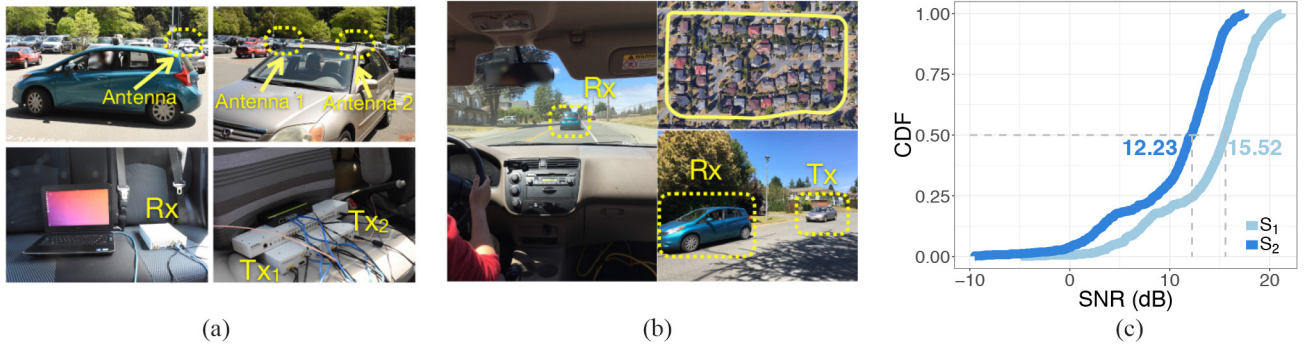 Antenna
Antenna 1
Antenna 2
Rx
Tx₂
Tx₁
(a)
Rx
Rx
Tx
(b)
1.00
0.75
0.50
0.25
0.00
CDF
12.23
15.52
S₁
S₂
−10
0
10
20
SNR (dB)
(c)